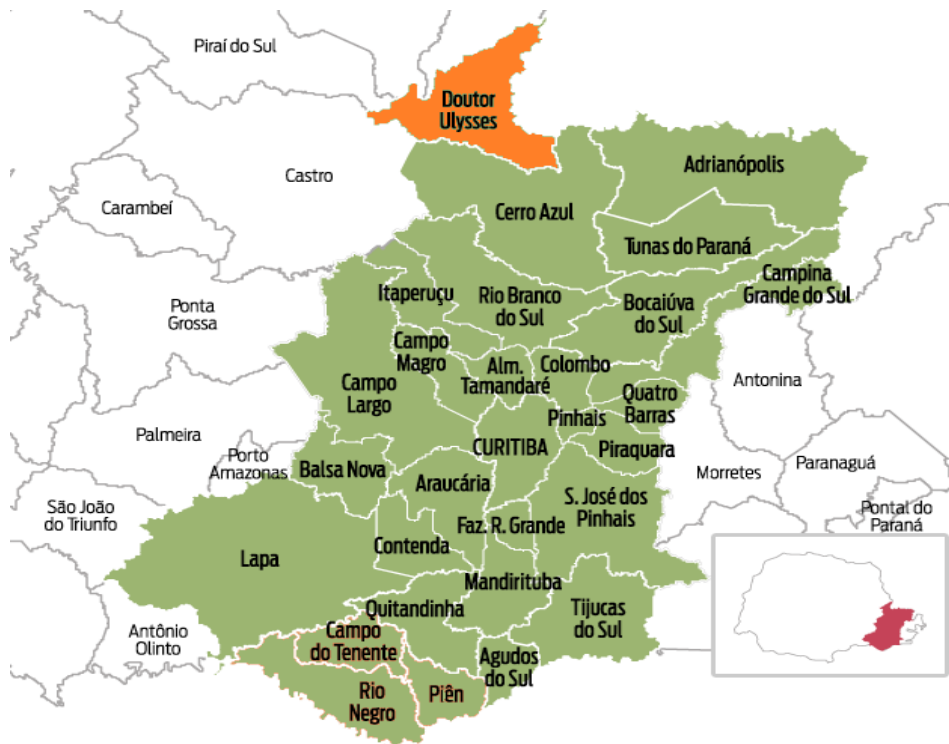 Piraí do Sul
Doutor
Ulysses
Adrianópolis
Castro
Carambeí
Cerro Azul
Tunas do Paraná
Campina
Grande do Sul
Itaperuçu
Rio Branco
do Sul
Bocaiúva
do Sul
Ponta
Grossa
Campo
Magro
Alm.
Tamandaré
Colombo
Antonina
Campo
Largo
Quatro
Barras
Pinhais
Palmeira
CURITIBA
Piraquara
Porto
Amazonas
Balsa Nova
Morretes
Paranaguá
Araucária
S. José dos
Pinhais
São João
do Triunfo
Pontal do
Paraná
Faz. R. Grande
Contenda
Lapa
Mandirituba
Quitandinha
Tijucas
do Sul
Antônio
Olinto
Campo
do Tenente
Agudos
do Sul
Rio
Negro
Piên